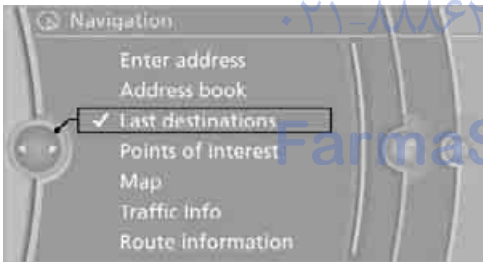 Navigation
Enter address
Address book
Last destinations
Points of interest
Map
Traffic Info
Route information